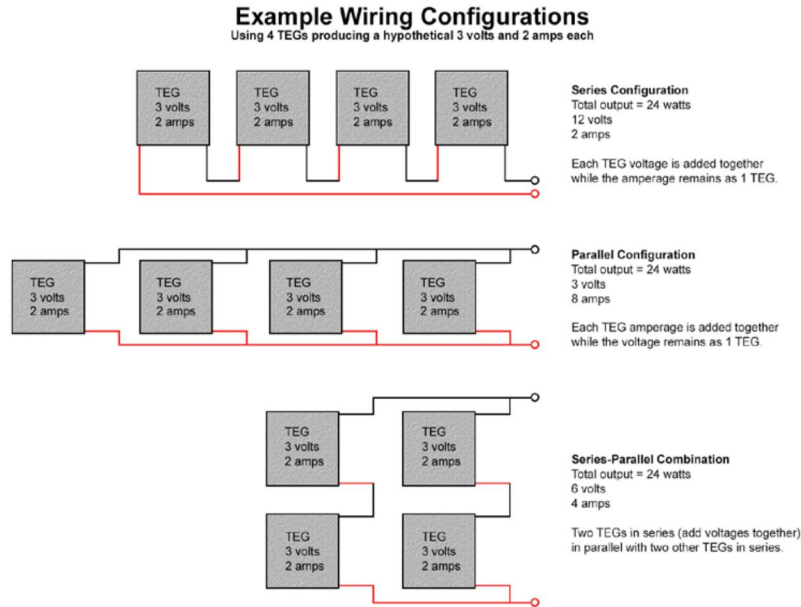 Example Wiring Configurations
Using 4 TEGs producing a hypothetical 3 volts and 2 amps each
TEG
3 volts
2 amps
TEG
3 volts
2 amps
TEG
3 volts
2 amps
TEG
3 volts
2 amps
Series Configuration
Total output = 24 watts
12 volts
2 amps
Each TEG voltage is added together
while the amperage remains as 1 TEG.
TEG
3 volts
2 amps
TEG
3 volts
2 amps
TEG
3 volts
2 amps
TEG
3 volts
2 amps
Parallel Configuration
Total output = 24 watts
3 volts
8 amps
Each TEG amperage is added together
while the voltage remains as 1 TEG.
TEG
3 volts
2 amps
TEG
3 volts
2 amps
TEG
3 volts
2 amps
TEG
3 volts
2 amps
Series-Parallel Combination
Total output = 24 watts
6 volts
4 amps
Two TEGs in series (add voltages together)
in parallel with two other TEGs in series.